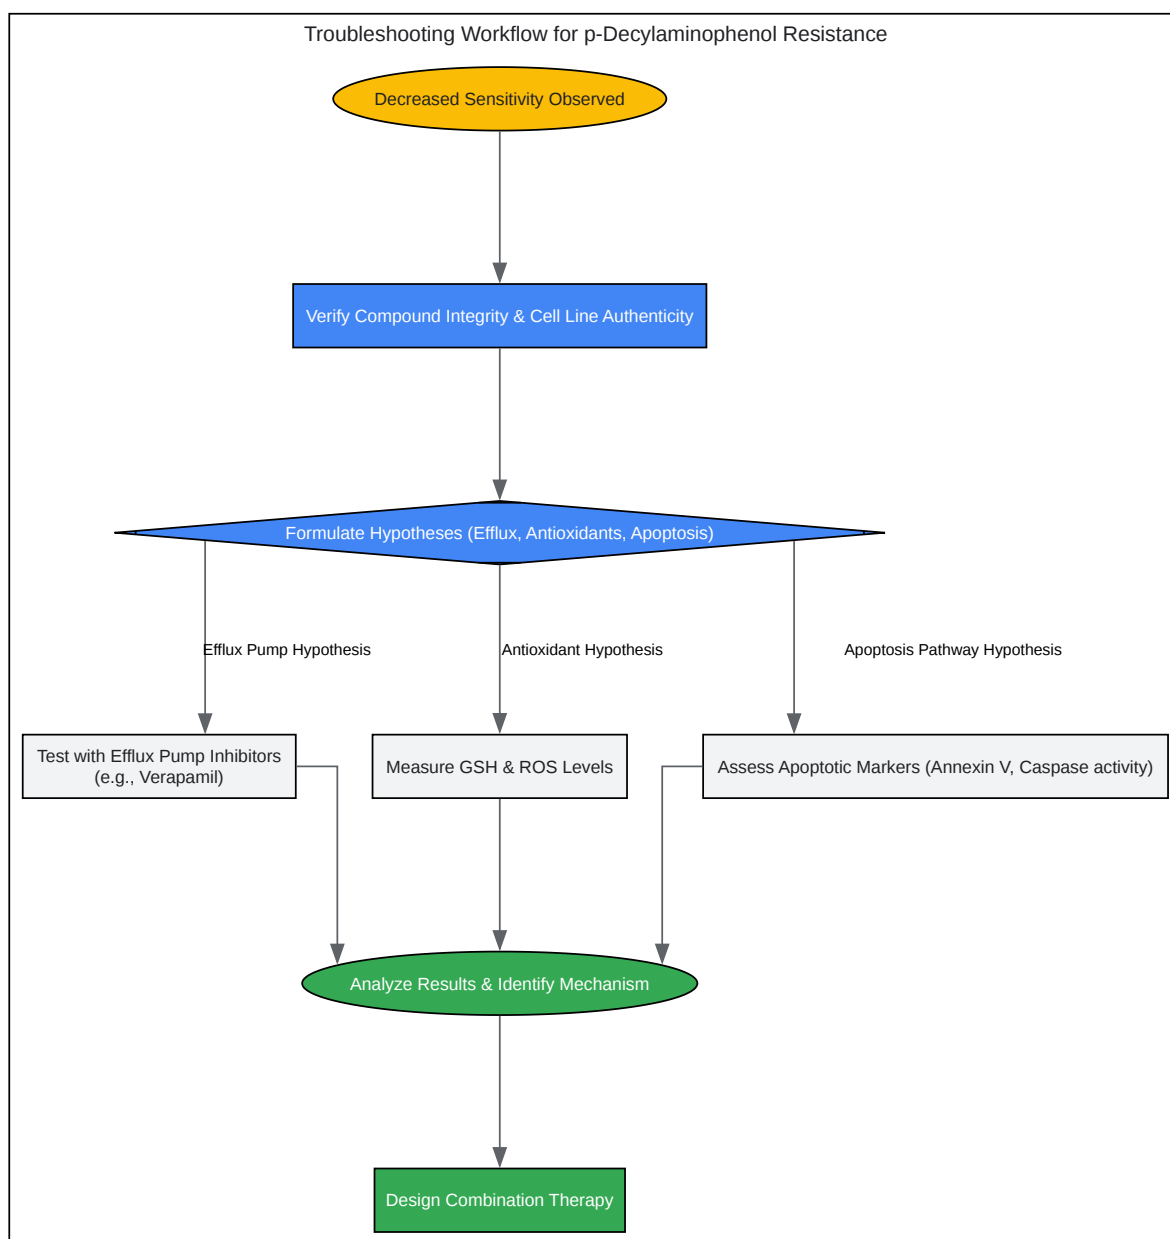 Troubleshooting Workflow for p-Decylaminophenol Resistance
Decreased Sensitivity Observed
Verify Compound Integrity & Cell Line Authenticity
Formulate Hypotheses (Efflux, Antioxidants, Apoptosis)
Efflux Pump Hypothesis
Antioxidant Hypothesis
Apoptosis Pathway Hypothesis
Test with Efflux Pump Inhibitors
(e.g., Verapamil)
Measure GSH & ROS Levels
Assess Apoptotic Markers (Annexin V, Caspase activity)
Analyze Results & Identify Mechanism
Design Combination Therapy